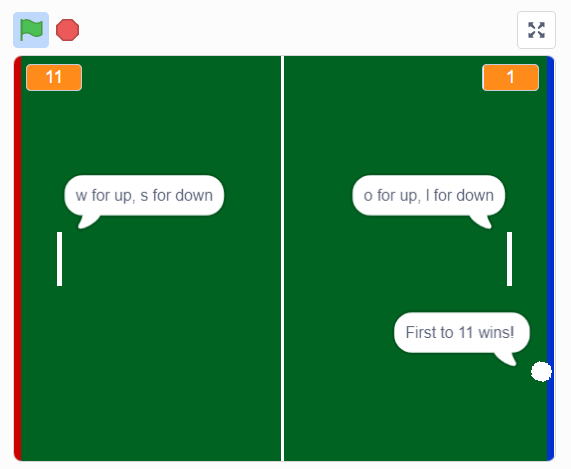 11
1
w for up, s for down
o for up, l for down
First to 11 wins!